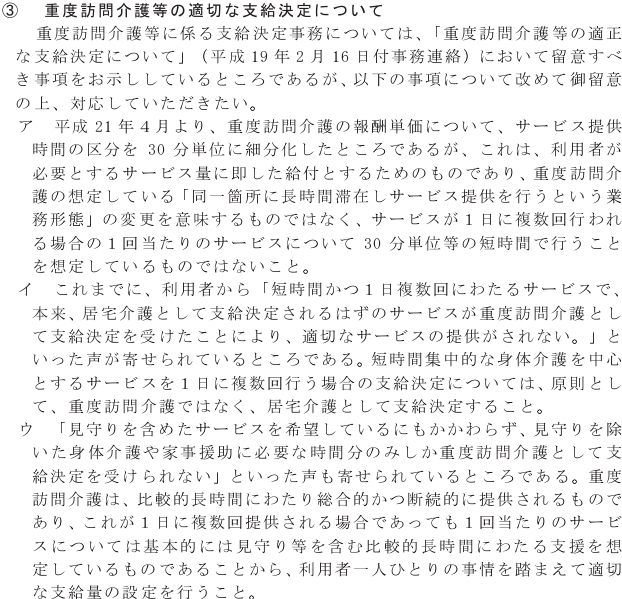 ③　重度訪問介護等の適切な支給決定について
重度訪問介護等に係る支給決定事務については、「重度訪問介護等の適正
な支給決定について」（平成 19 年２月 16 日付事務連絡）において留意すべ
き事項をお示ししているところであるが、以下の事項について改めて御留意
の上、対応していただきたい。
ア　平成 21 年４月より、重度訪問介護の報酬単価について、サービス提供
時間の区分を 30 分単位に細分化したところであるが、これは、利用者が
必要とするサービス量に即した給付とするためのものであり、重度訪問介
護の想定している「同一箇所に長時間滞在しサービス提供を行うという業
務形態」の変更を意味するものではなく、サービスが１日に複数回行われ
る場合の１回当たりのサービスについて 30 分単位等の短時間で行うこと
を想定しているものではないこと。
イ　これまでに、利用者から「短時間かつ１日複数回にわたるサービスで、
本来、居宅介護として支給決定されるはずのサービスが重度訪問介護とし
て支給決定を受けたことにより、適切なサービスの提供がされない。」と
いった声が寄せられているところである。短時間集中的な身体介護を中心
とするサービスを１日に複数回行う場合の支給決定については、原則とし
て、重度訪問介護ではなく、居宅介護として支給決定すること。
ウ　「見守りを含めたサービスを希望しているにもかかわらず、見守りを除
いた身体介護や家事援助に必要な時間分のみしか重度訪問介護として支
給決定を受けられない」といった声も寄せられているところである。重度
訪問介護は、比較的長時間にわたり総合的かつ断続的に提供されるもので
あり、これが１日に複数回提供される場合であっても１回当たりのサービ
スについては基本的には見守り等を含む比較的長時間にわたる支援を想
定しているものであることから、利用者一人ひとりの事情を踏まえて適切
な支給量の設定を行うこと。